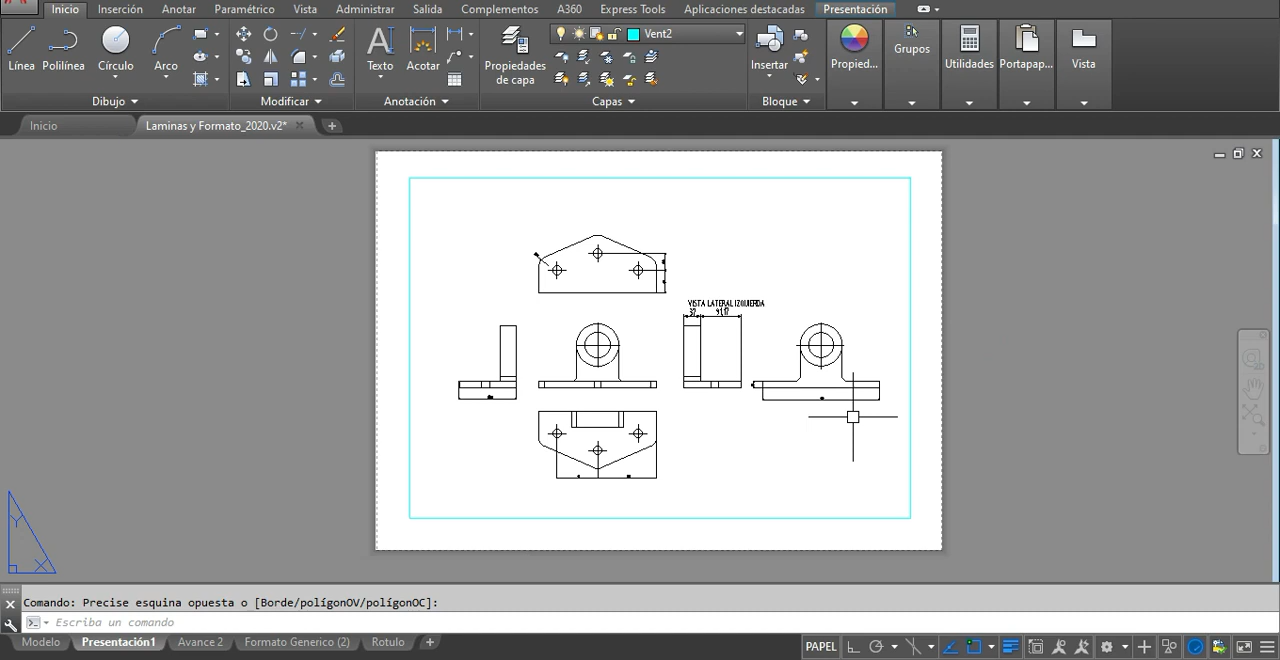 Inicio Inserción Anotar Paramétrico Vista Administrar Salida Complementos A360 Express Tools Aplicaciones destacadas Presentación
Vent2
Línea Polilínea Círculo Arco Texto Acotar Propiedades de capa Insertar Propied... Grupos Utilidades Portapap... Vista
Dibujo Modificar Anotación Capas Bloque
Inicio Laminas y Formato_2020.v2*
VISTA LATERAL IZQUIERDA
37 91,17
Y
X
Comando: Precise esquina opuesta o [Borde/polígonOV/polígonOC]:
Escriba un comando
Modelo Presentación1 Avance 2 Formato Generico (2) Rotulo
PAPEL